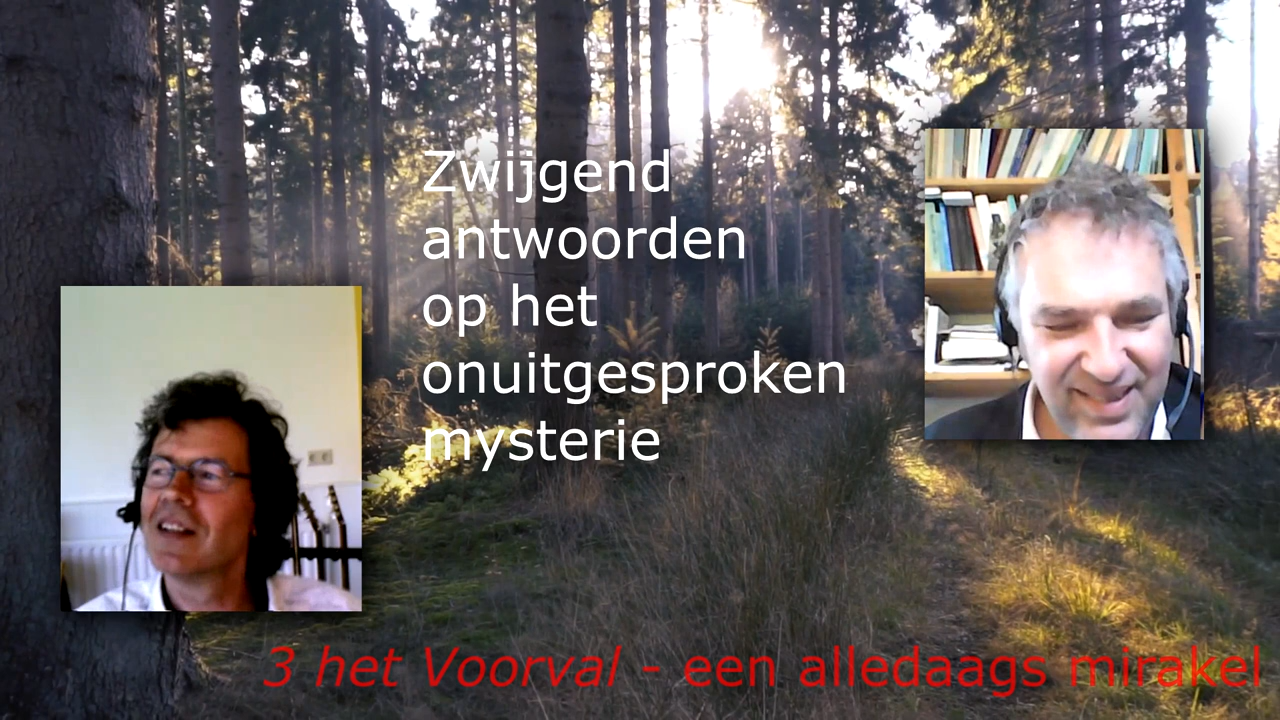 Zwijgend
antwoorden
op het
onuitgesproken
mysterie
3 het Voorval - een alledaags mirakel